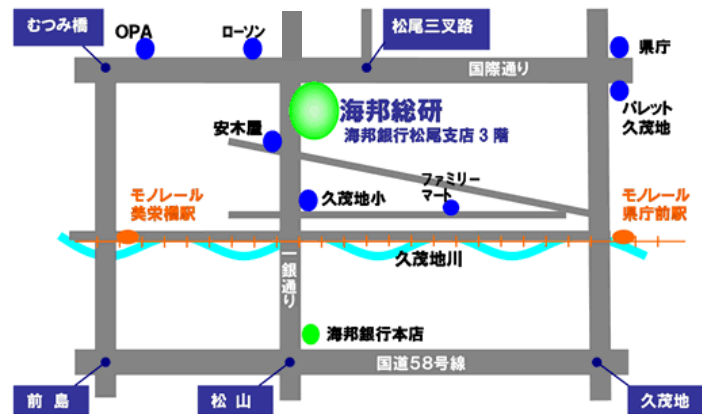 むつみ橋
OPA
ローソン
松尾三叉路
県庁
国際通り
パレット
久茂地
海邦総研
海邦銀行松尾支店3階
安木屋
ファミリー
マート
久茂地小
モノレール
美栄橋駅
モノレール
県庁前駅
久茂地川
一銀通り
海邦銀行本店
国道58号線
前島
松山
久茂地